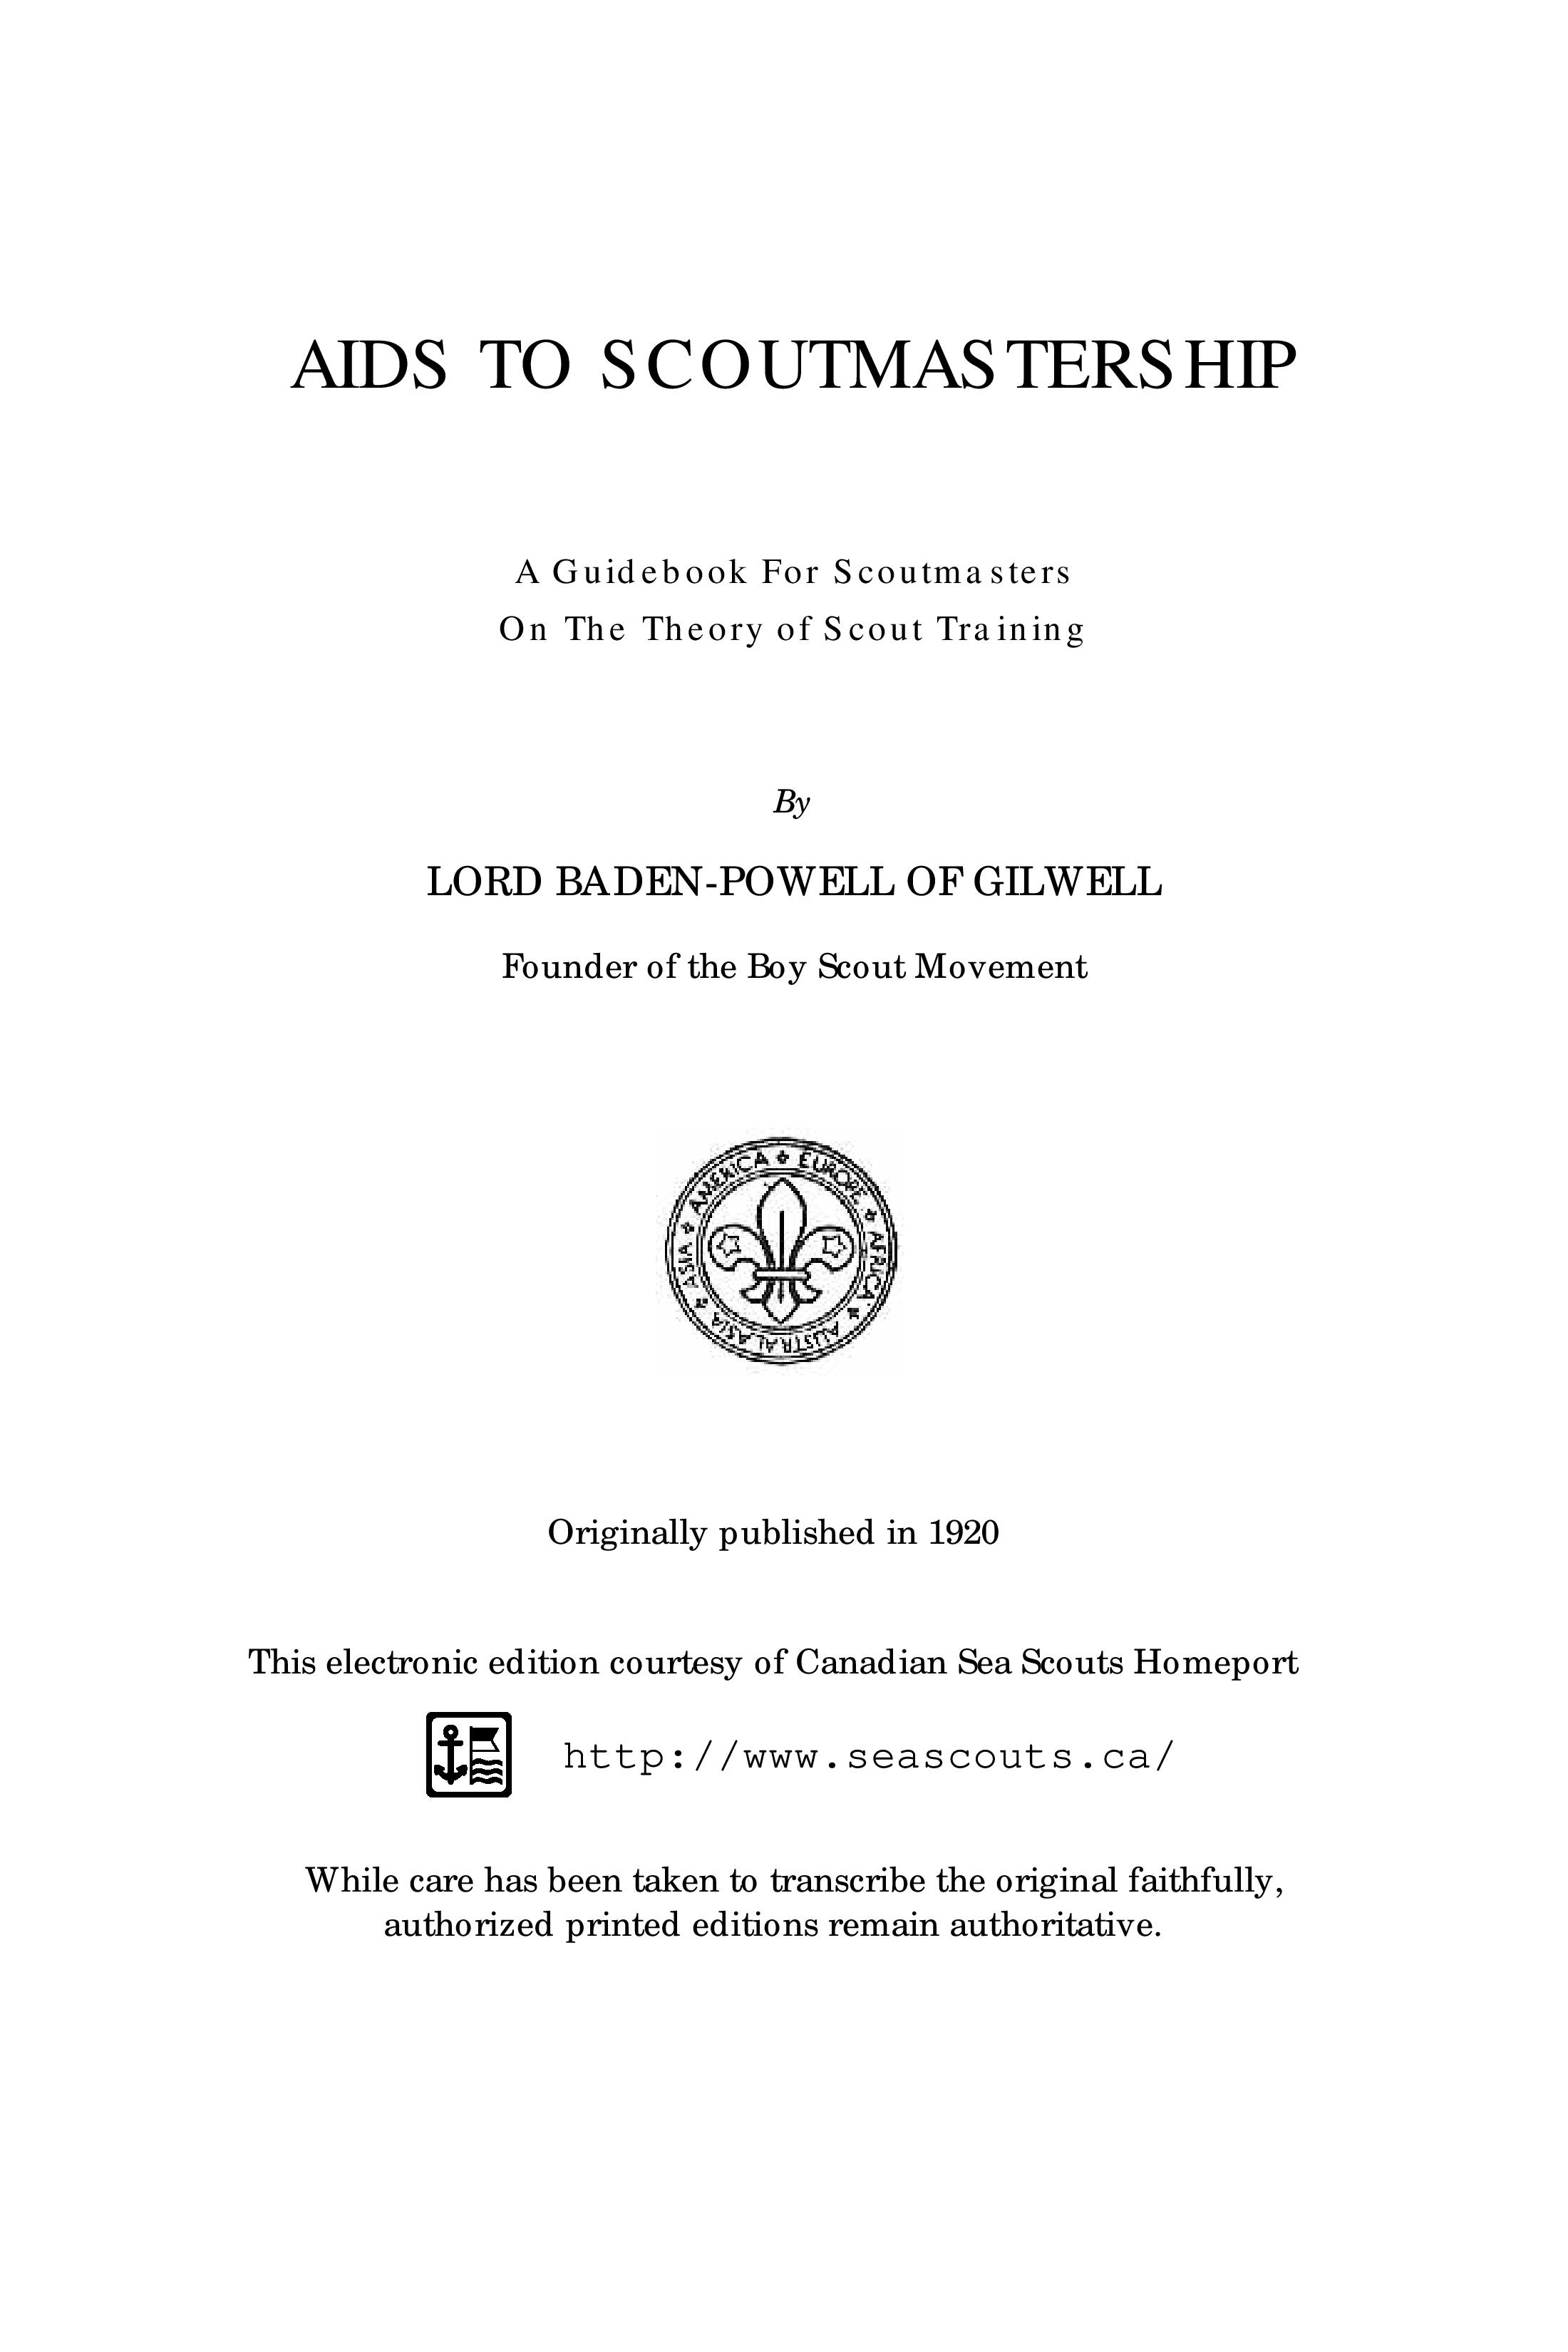 AIDS TO SCOUTMASTERSHIP
A Guidebook For Scoutmasters
On The Theory of Scout Training
By
LORD BADEN-POWELL OF GILWELL
Founder of the Boy Scout Movement
ASIA AMERICA EUROPE AFRICA AUSTRALASIA
Originally published in 1920
This electronic edition courtesy of Canadian Sea Scouts Homeport
http://www.seascouts.ca/
While care has been taken to transcribe the original faithfully,
authorized printed editions remain authoritative.